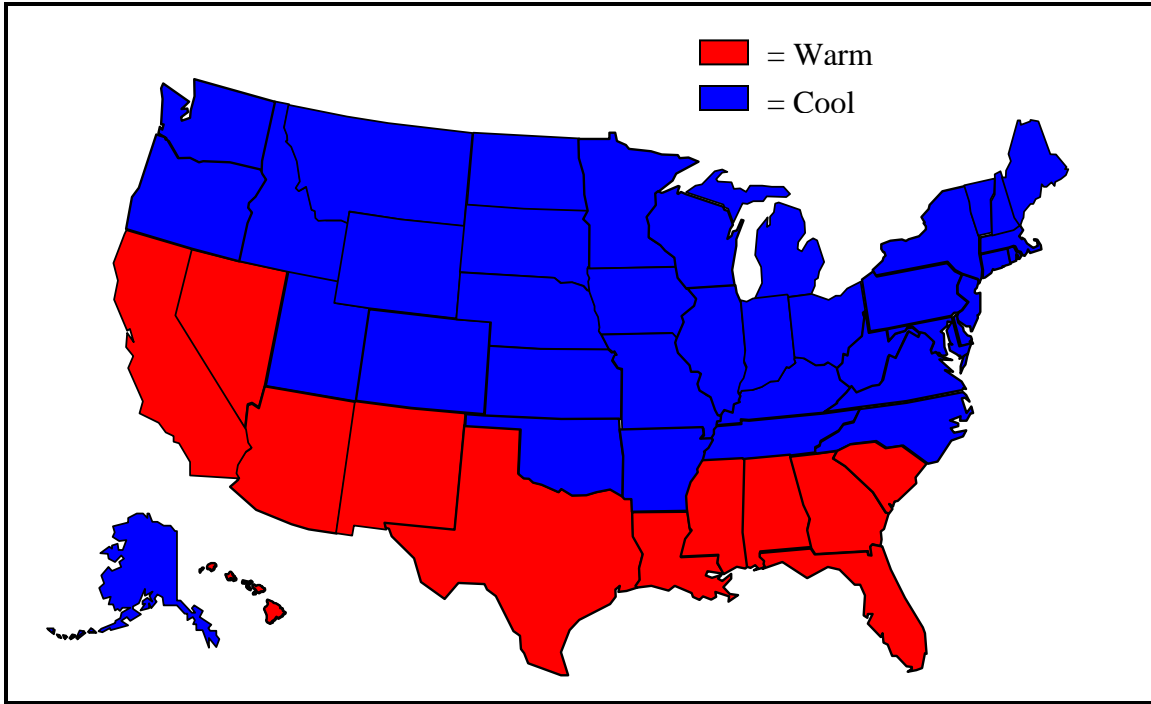 = Warm
= Cool